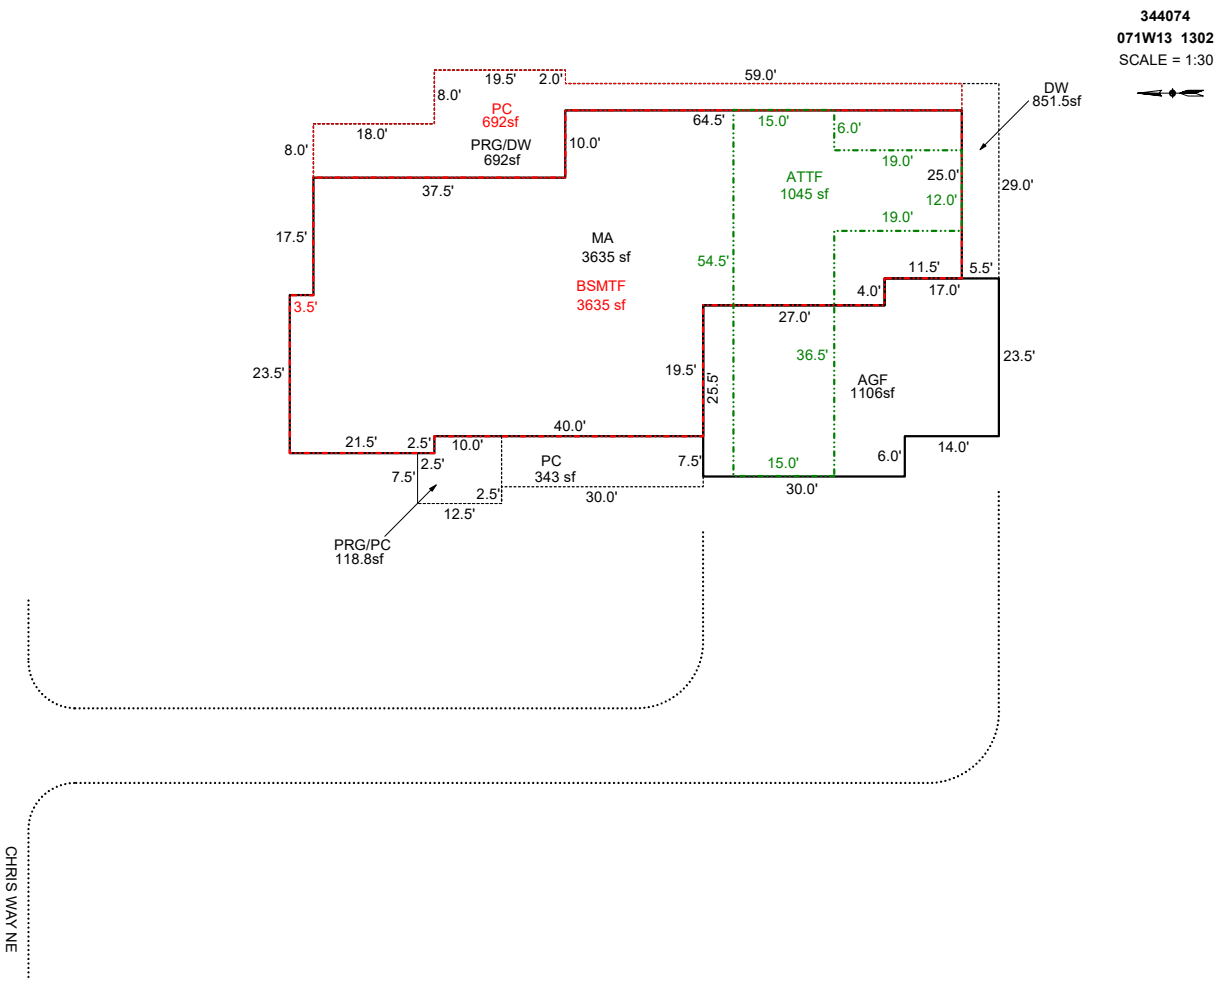 344074
071W13 1302
SCALE = 1:30
19.5'
2.0'
59.0'
DW
851.5sf
8.0'
PC
692sf
18.0'
64.5'
15.0'
6.0'
8.0'
PRG/DW
692sf
10.0'
19.0'
37.5'
ATTF
1045 sf
25.0'
29.0'
12.0'
17.5'
MA
3635 sf
19.0'
54.5'
BSMTF
3635 sf
11.5'
5.5'
3.5'
4.0'
17.0'
27.0'
23.5'
19.5'
25.5'
36.5'
AGF
1106sf
23.5'
40.0'
21.5'
2.5'
10.0'
14.0'
2.5'
7.5'
PC
343 sf
7.5'
15.0'
6.0'
2.5'
30.0'
30.0'
12.5'
PRG/PC
118.8sf
CHRIS WAY NE